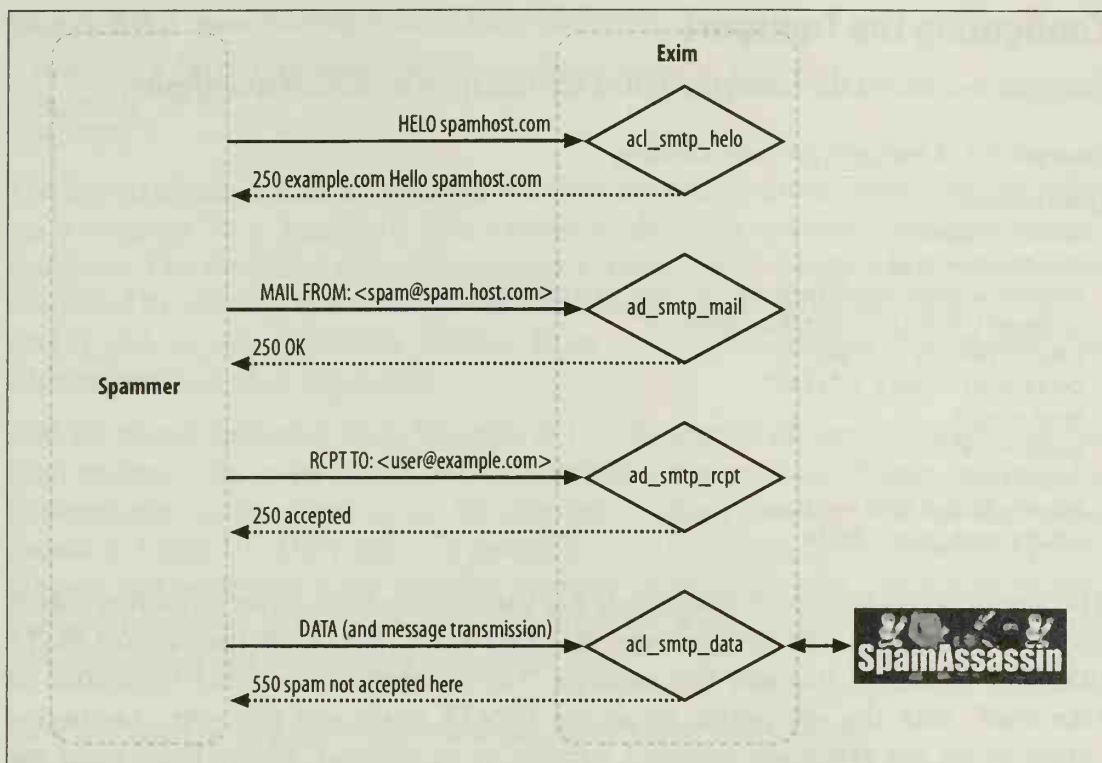 Exim
HELO spamhost.com
acl_smtp_helo
250 example.com Hello spamhost.com
MAIL FROM: <spam@spam.host.com>
ad_smtp_mail
250 OK
Spammer
RCPT TO: <user@example.com>
ad_smtp_rcpt
250 accepted
DATA (and message transmission)
acl_smtp_data
SpamAssassin
550 spam not accepted here